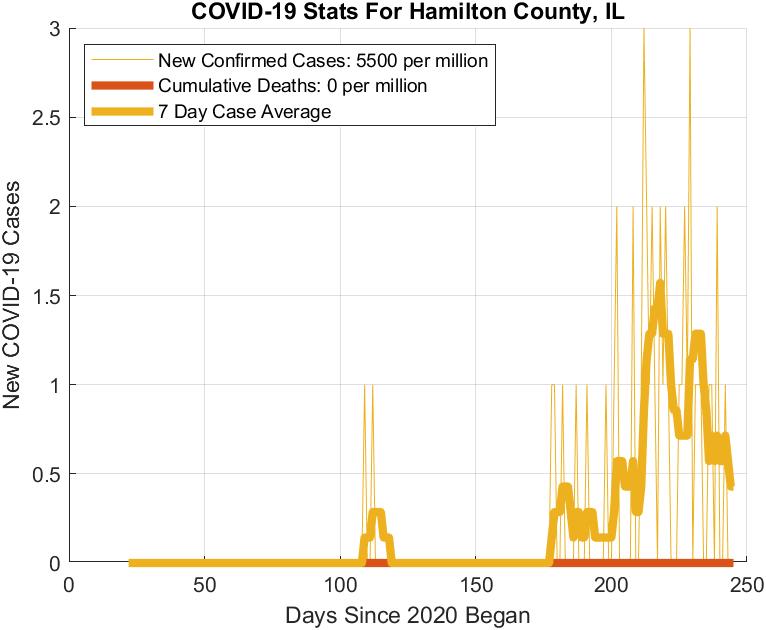 COVID-19 Stats For Hamilton County, IL
New Confirmed Cases: 5500 per million
Cumulative Deaths: 0 per million
7 Day Case Average
New COVID-19 Cases
3
2.5
2
1.5
1
0.5
0
0 50 100 150 200 250
Days Since 2020 Began